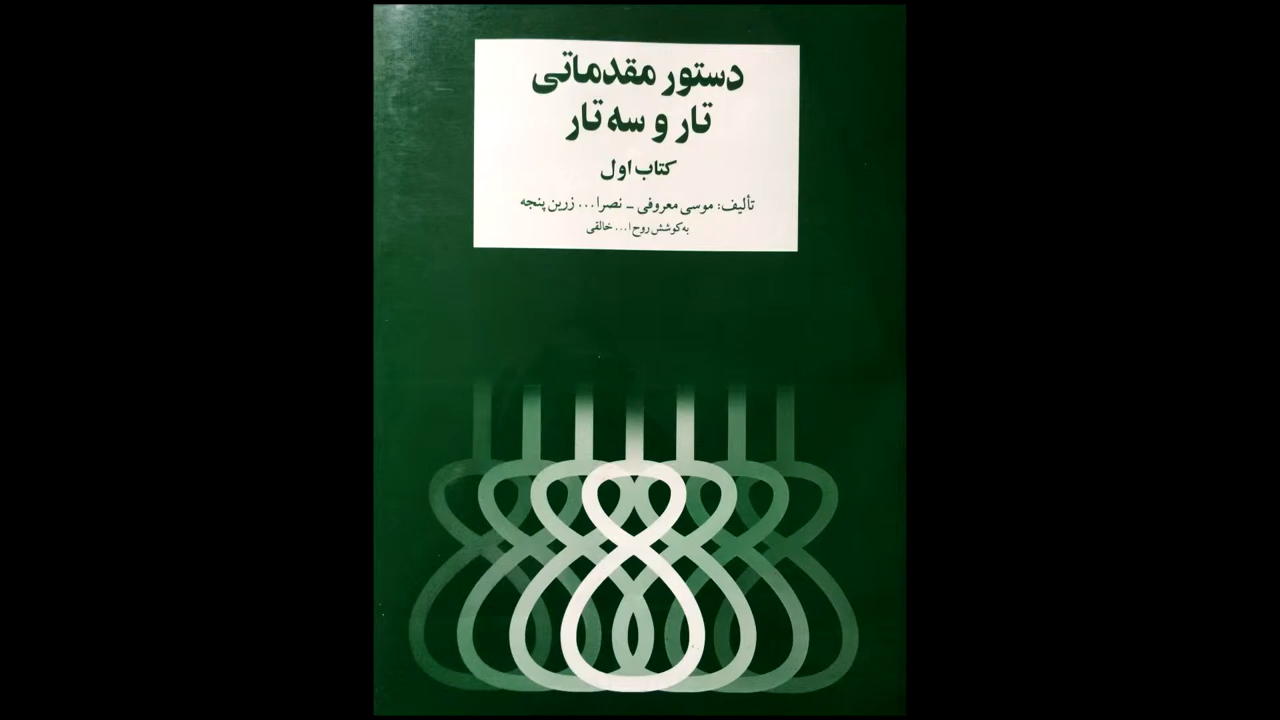 دستور مقدماتی
تار و سه تار
کتاب اول
تألیف: موسی معروفی ـ نصرا... زرین پنجه
به کوشش روح ا... خالقی